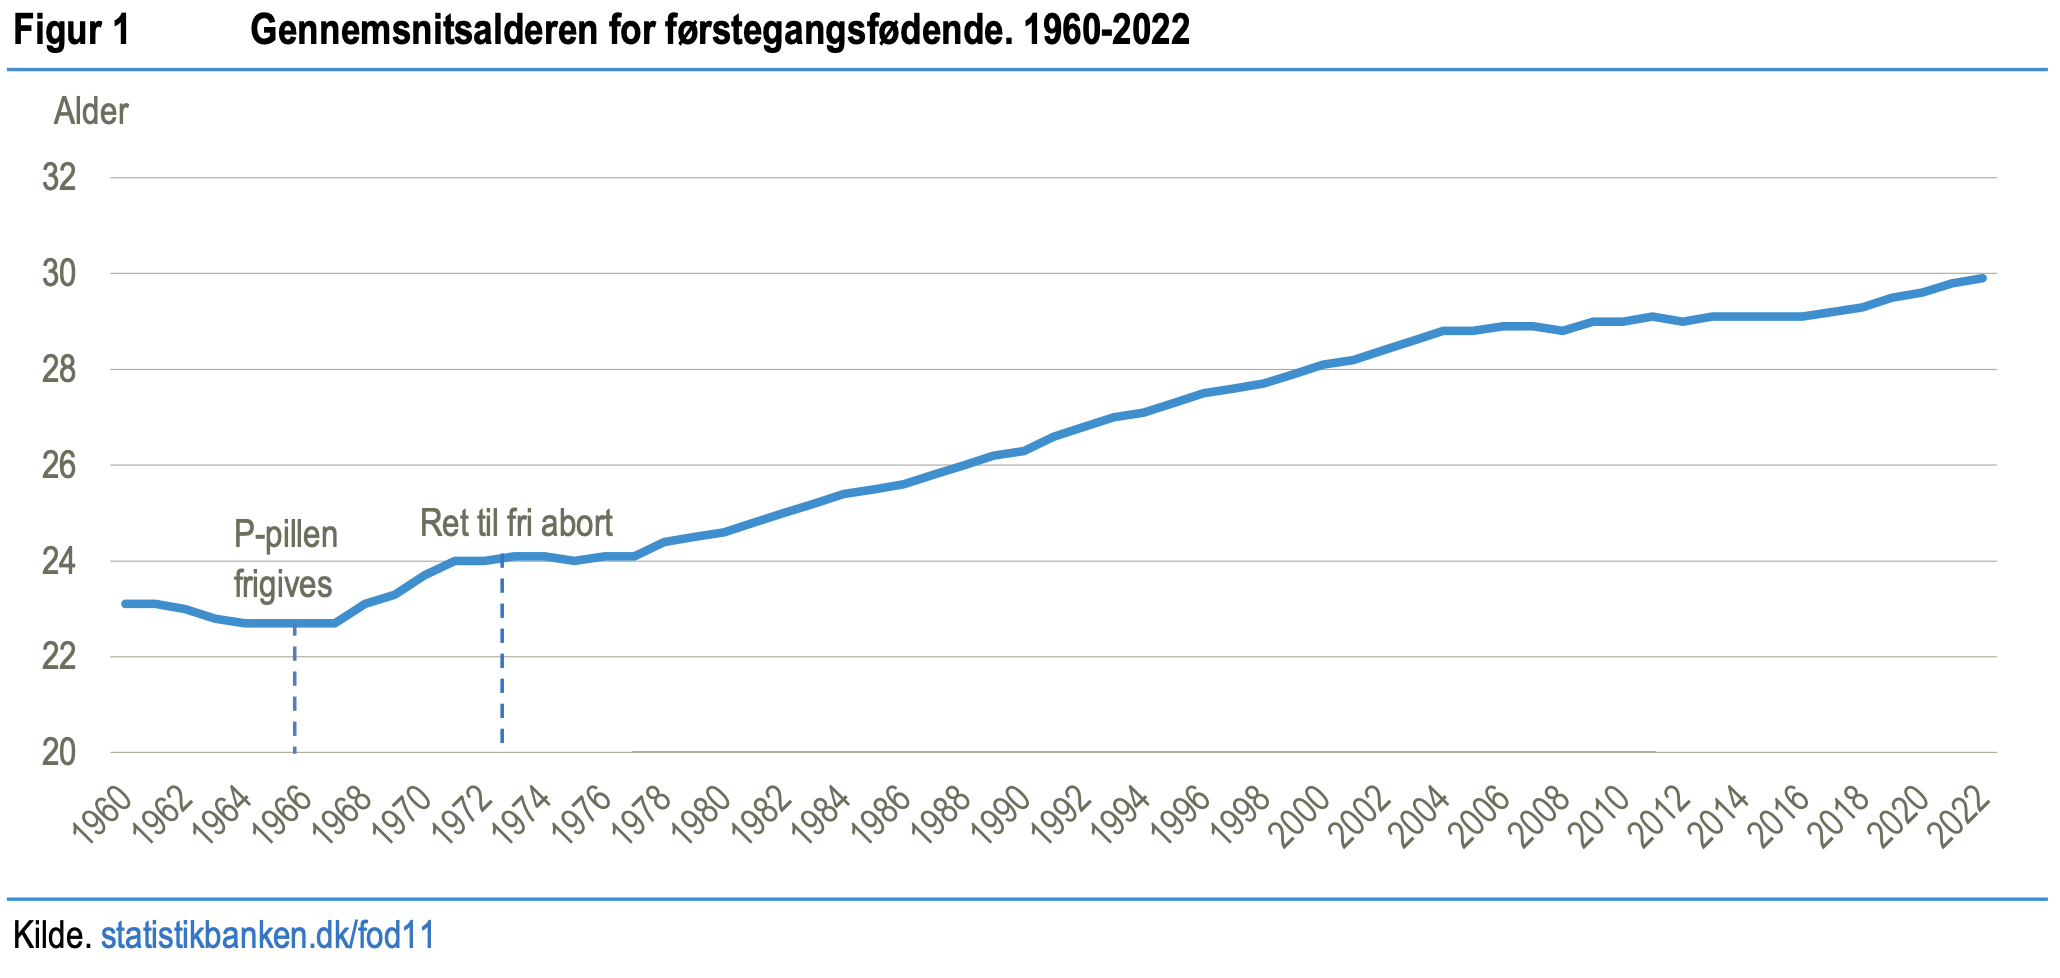 Figur 1 Gennemsnitsalderen for førstegangsfødende. 1960-2022
Alder
32
30
28
26
24
22
20
P-pillen
frigives
Ret til fri abort
1960 1962 1964 1966 1968 1970 1972 1974 1976 1978 1980 1982 1984 1986 1988 1990 1992 1994 1996 1998 2000 2002 2004 2006 2008 2010 2012 2014 2016 2018 2020 2022
Kilde. statistikbanken.dk/fod11